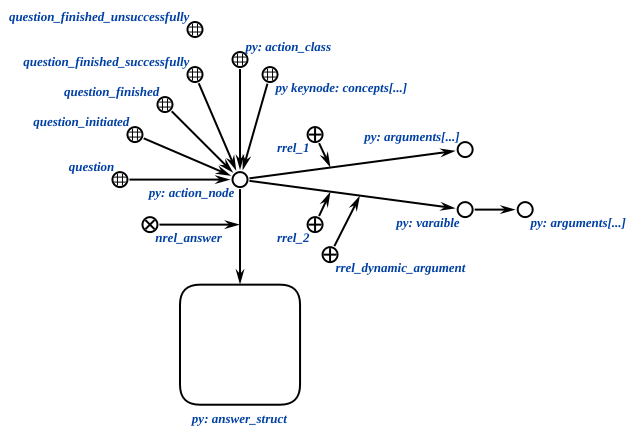 question_finished_unsuccessfully
py: action_class
question_finished_successfully
py keynode: concepts[...]
question_finished
question_initiated
rrel_1
py: arguments[...]
question
py: action_node
nrel_answer
rrel_2
py: varaible
py: arguments[...]
rrel_dynamic_argument
py: answer_struct